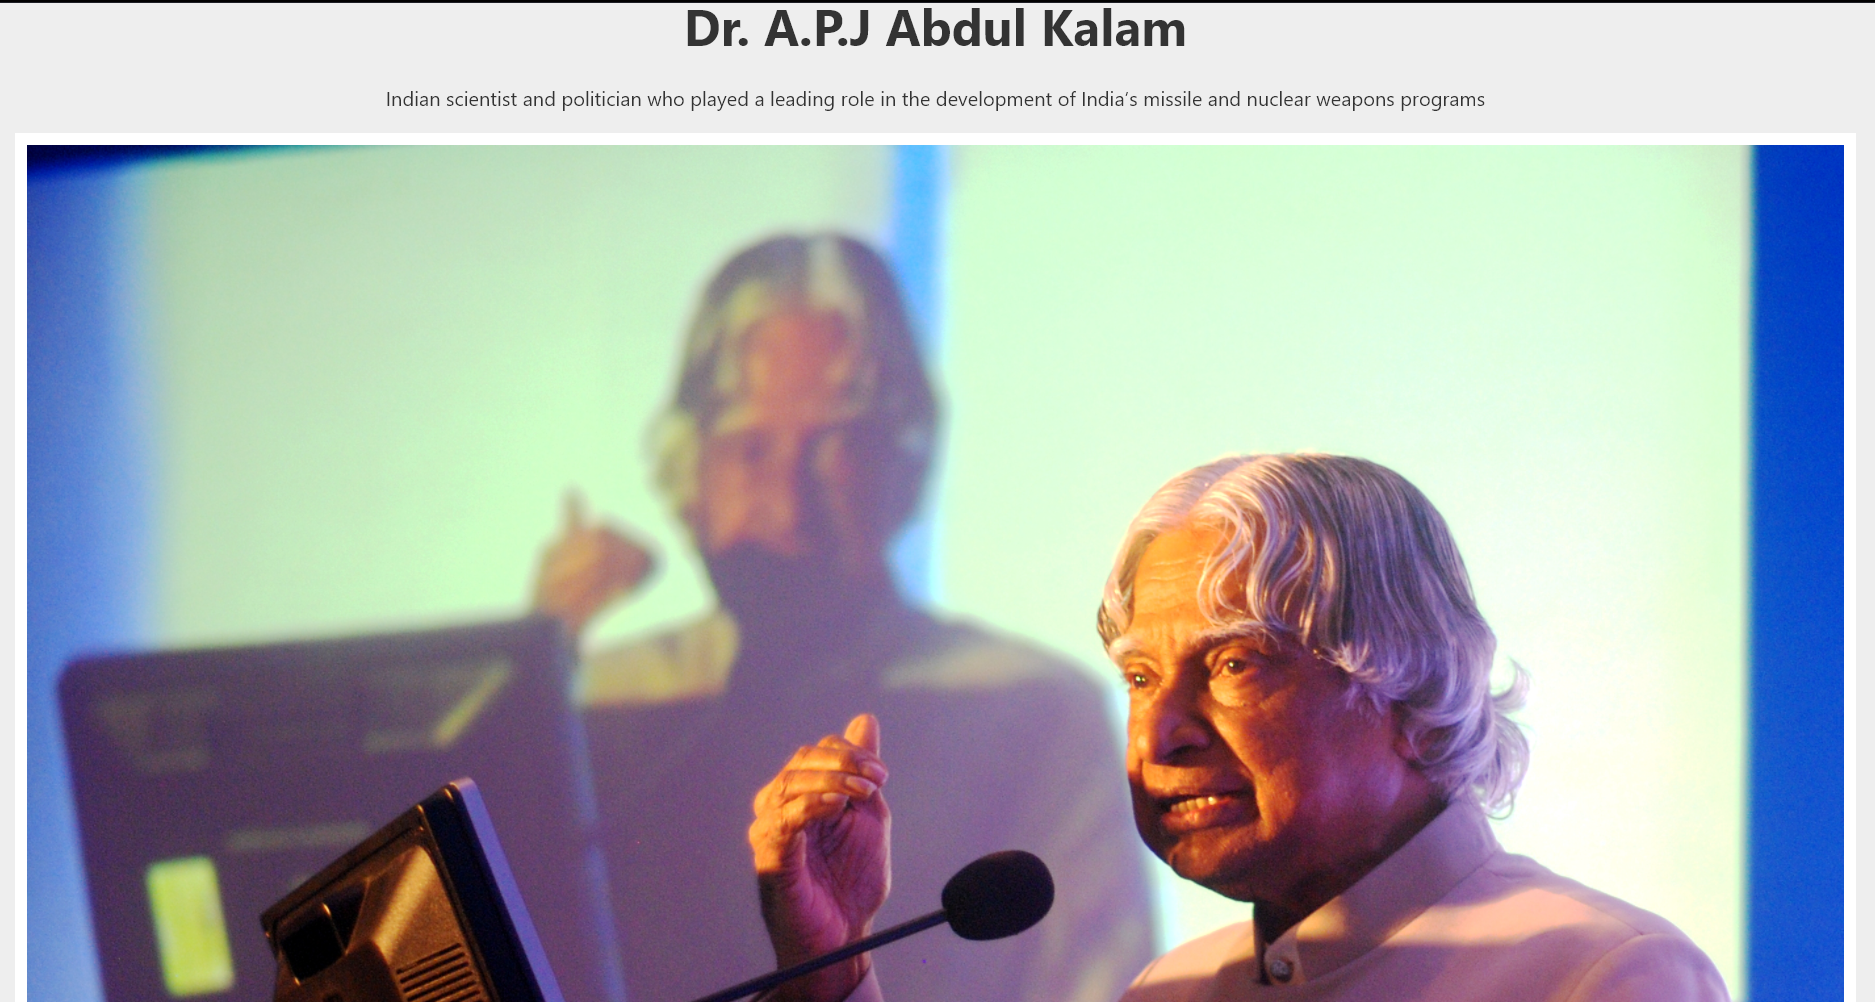 Dr. A.P.J Abdul Kalam
Indian scientist and politician who played a leading role in the development of India’s missile and nuclear weapons programs